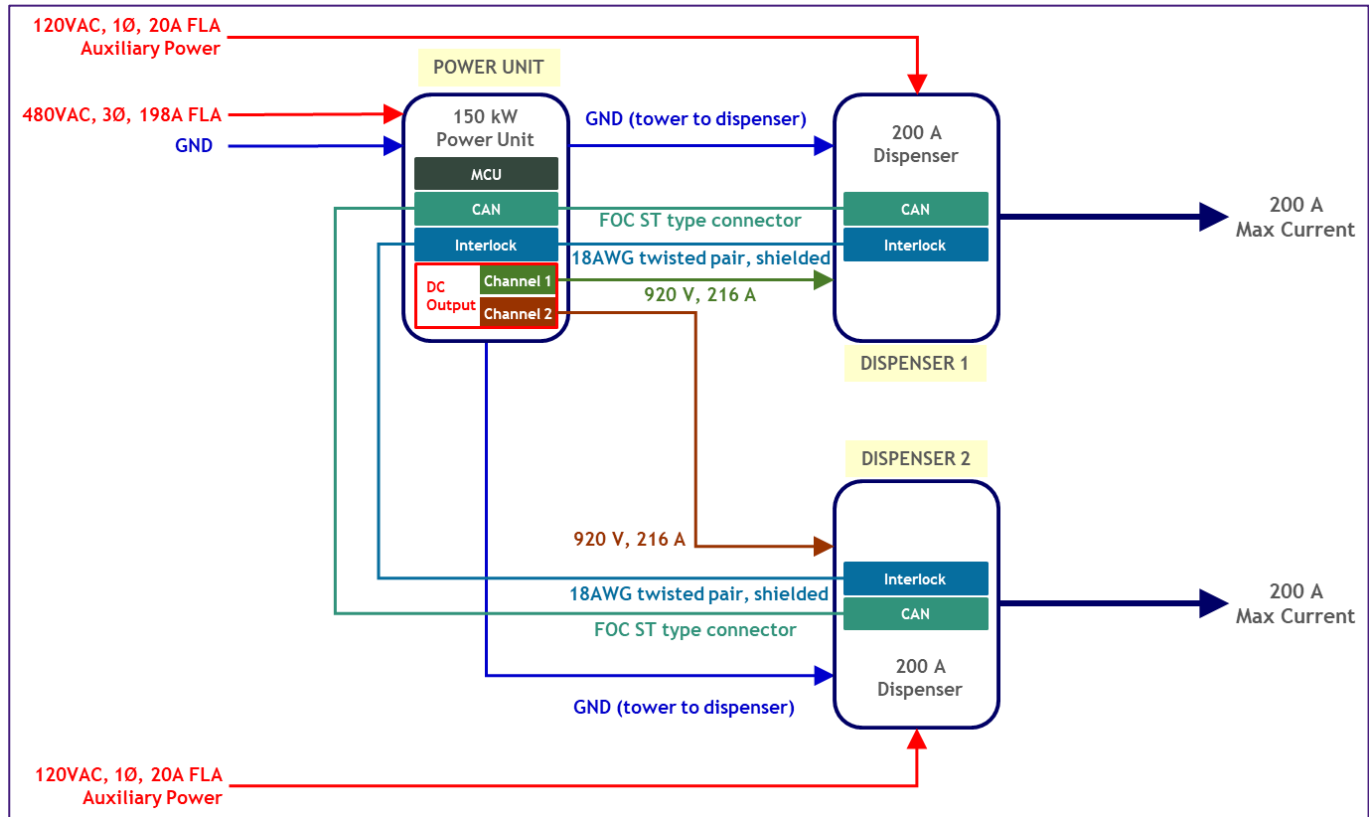 120VAC, 1Ø, 20A FLA
Auxiliary Power
POWER UNIT
480VAC, 3Ø, 198A FLA
GND
150 kW
Power Unit
MCU
CAN
Interlock
DC
Output
Channel 1
Channel 2
GND (tower to dispenser)
FOC ST type connector
18AWG twisted pair, shielded
920 V, 216 A
200 A
Dispenser
CAN
Interlock
DISPENSER 1
200 A
Max Current
DISPENSER 2
920 V, 216 A
18AWG twisted pair, shielded
FOC ST type connector
GND (tower to dispenser)
Interlock
CAN
200 A
Dispenser
200 A
Max Current
120VAC, 1Ø, 20A FLA
Auxiliary Power